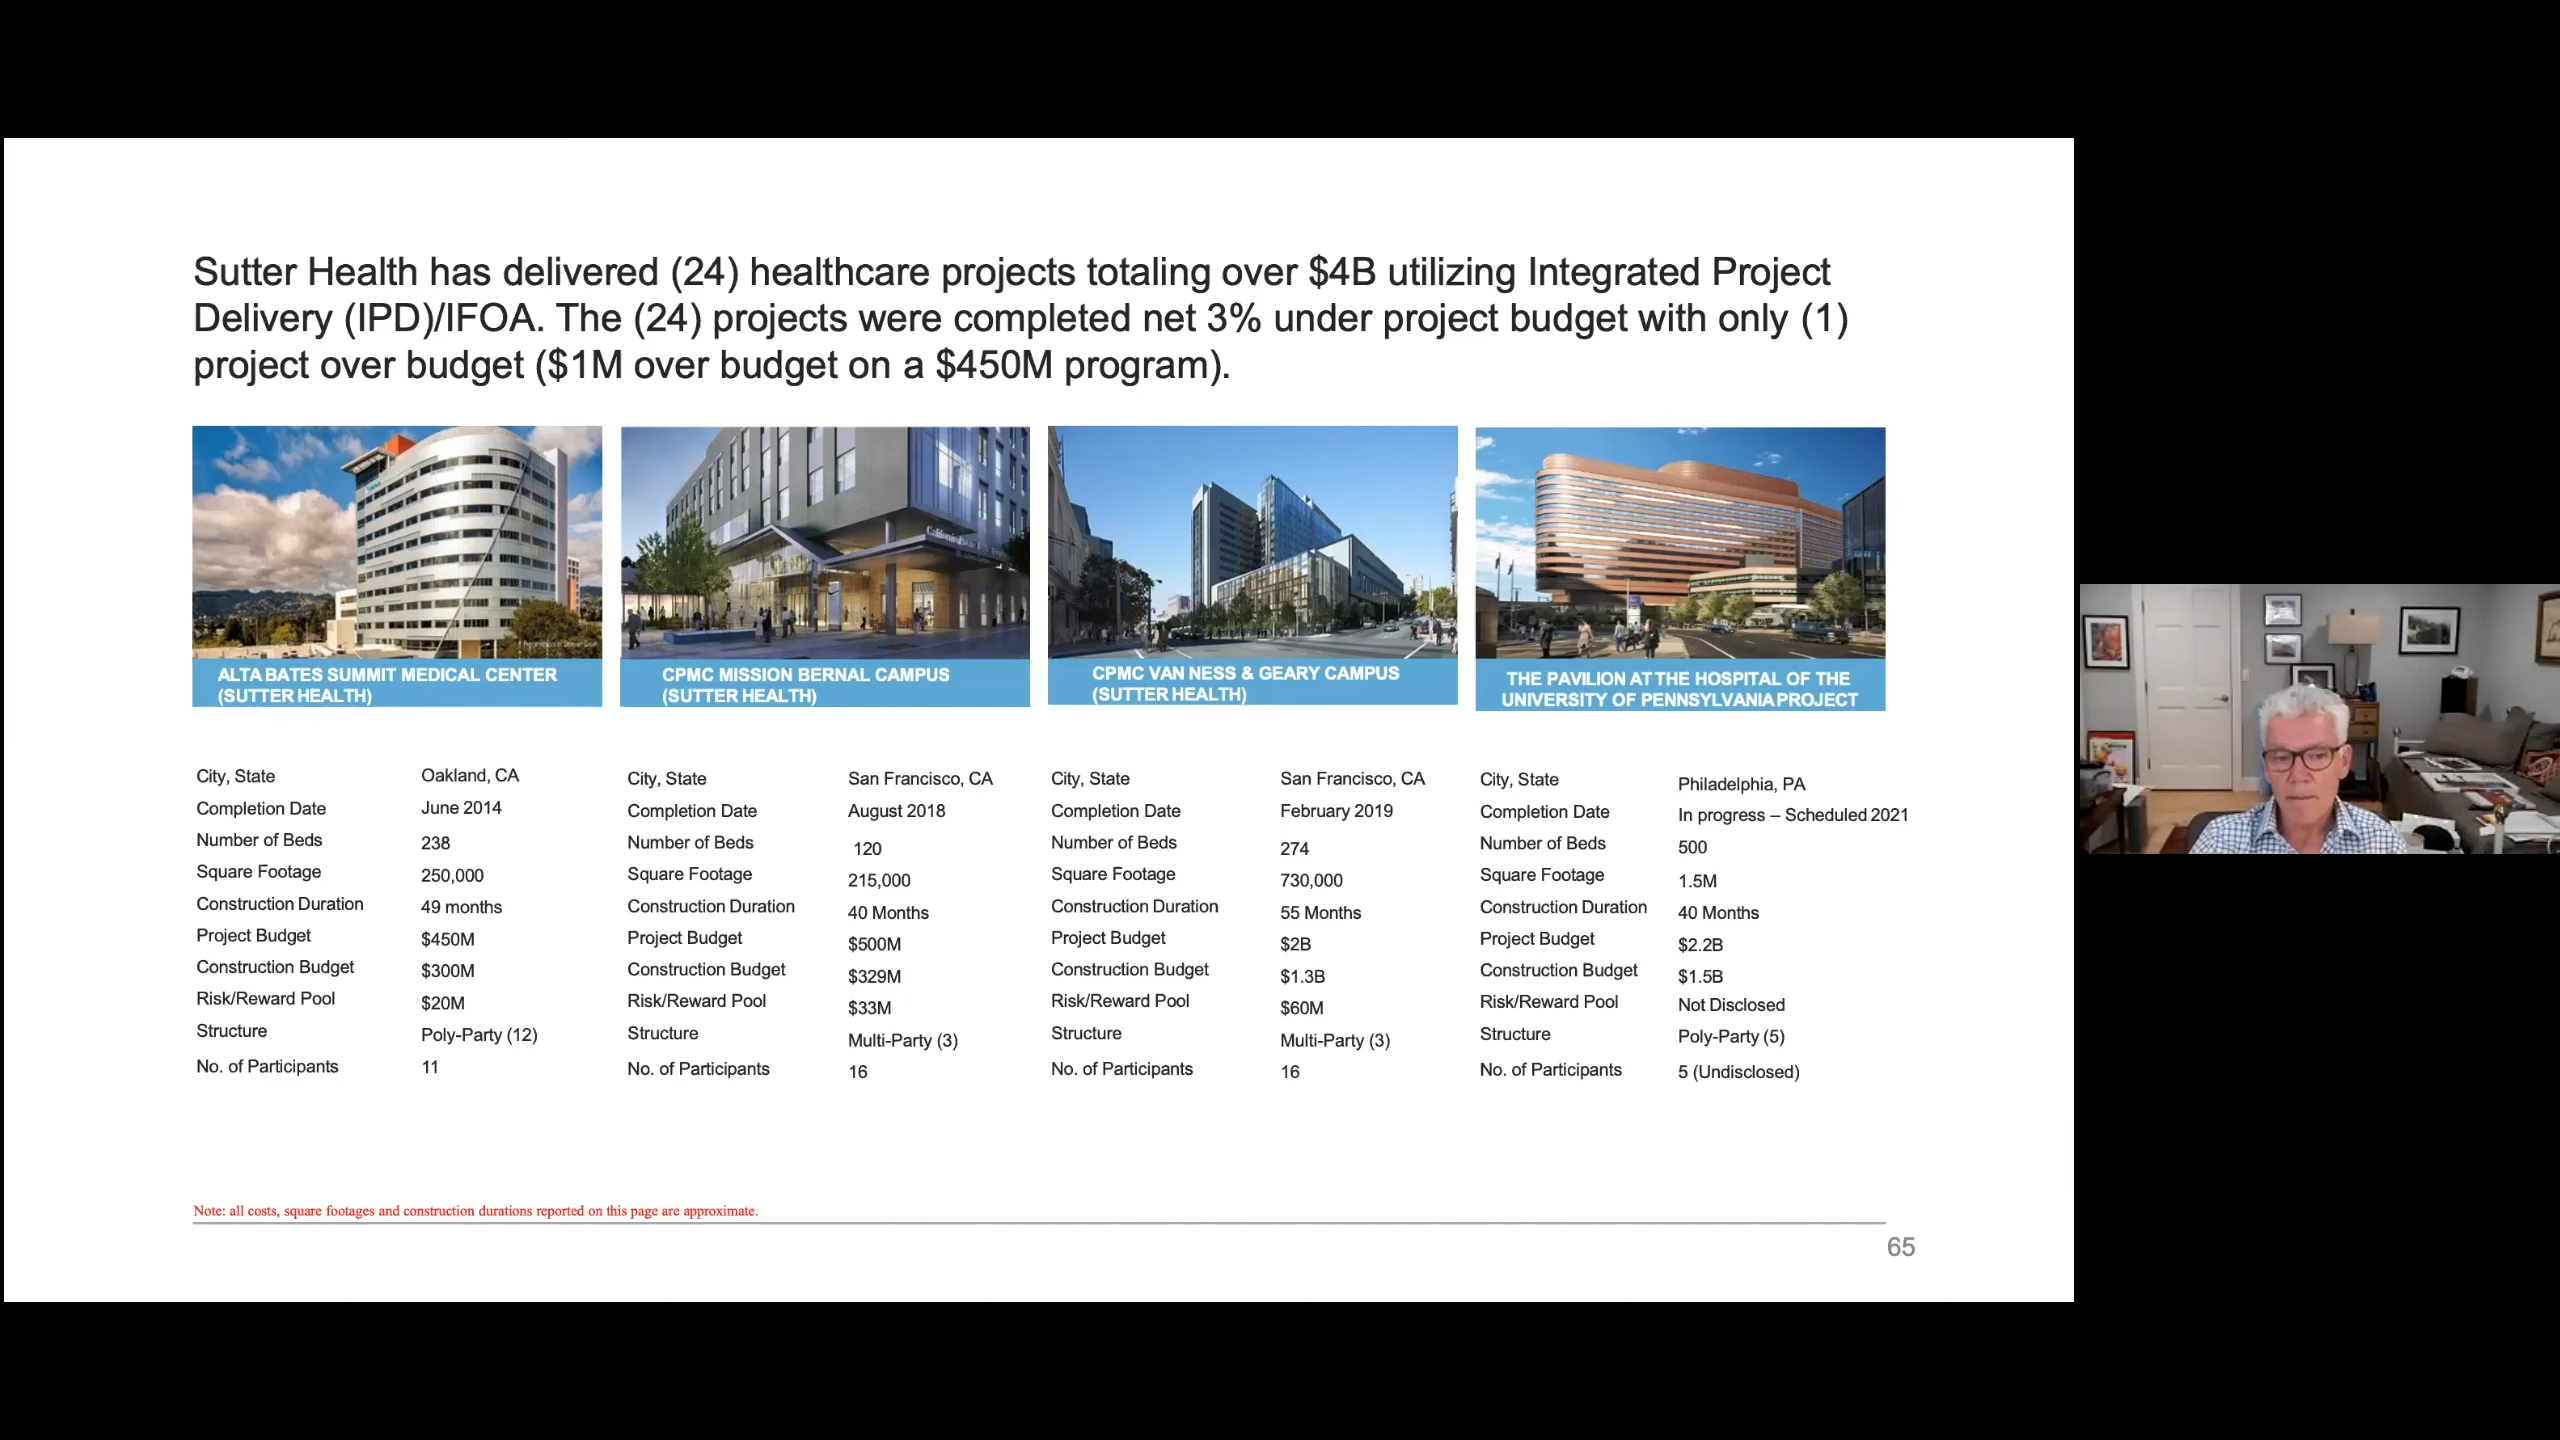 Sutter Health has delivered (24) healthcare projects totaling over $4B utilizing Integrated Project
Delivery (IPD)/IFOA. The (24) projects were completed net 3% under project budget with only (1)
project over budget ($1M over budget on a $450M program).
ALTA BATES SUMMIT MEDICAL CENTER
(SUTTER HEALTH)
City, State Oakland, CA
Completion Date June 2014
Number of Beds 238
Square Footage 250,000
Construction Duration 49 months
Project Budget $450M
Construction Budget $300M
Risk/Reward Pool $20M
Structure Poly-Party (12)
No. of Participants 11
CPMC MISSION BERNAL CAMPUS
(SUTTER HEALTH)
City, State San Francisco, CA
Completion Date August 2018
Number of Beds 120
Square Footage 215,000
Construction Duration 40 Months
Project Budget $500M
Construction Budget $329M
Risk/Reward Pool $33M
Structure Multi-Party (3)
No. of Participants 16
CPMC VAN NESS & GEARY CAMPUS
(SUTTER HEALTH)
City, State San Francisco, CA
Completion Date February 2019
Number of Beds 274
Square Footage 730,000
Construction Duration 55 Months
Project Budget $2B
Construction Budget $1.3B
Risk/Reward Pool $60M
Structure Multi-Party (3)
No. of Participants 16
THE PAVILION AT THE HOSPITAL OF THE
UNIVERSITY OF PENNSYLVANIA PROJECT
City, State Philadelphia, PA
Completion Date In progress – Scheduled 2021
Number of Beds 500
Square Footage 1.5M
Construction Duration 40 Months
Project Budget $2.2B
Construction Budget $1.5B
Risk/Reward Pool Not Disclosed
Structure Poly-Party (5)
No. of Participants 5 (Undisclosed)
Note: all costs, square footages and construction durations reported on this page are approximate.
65